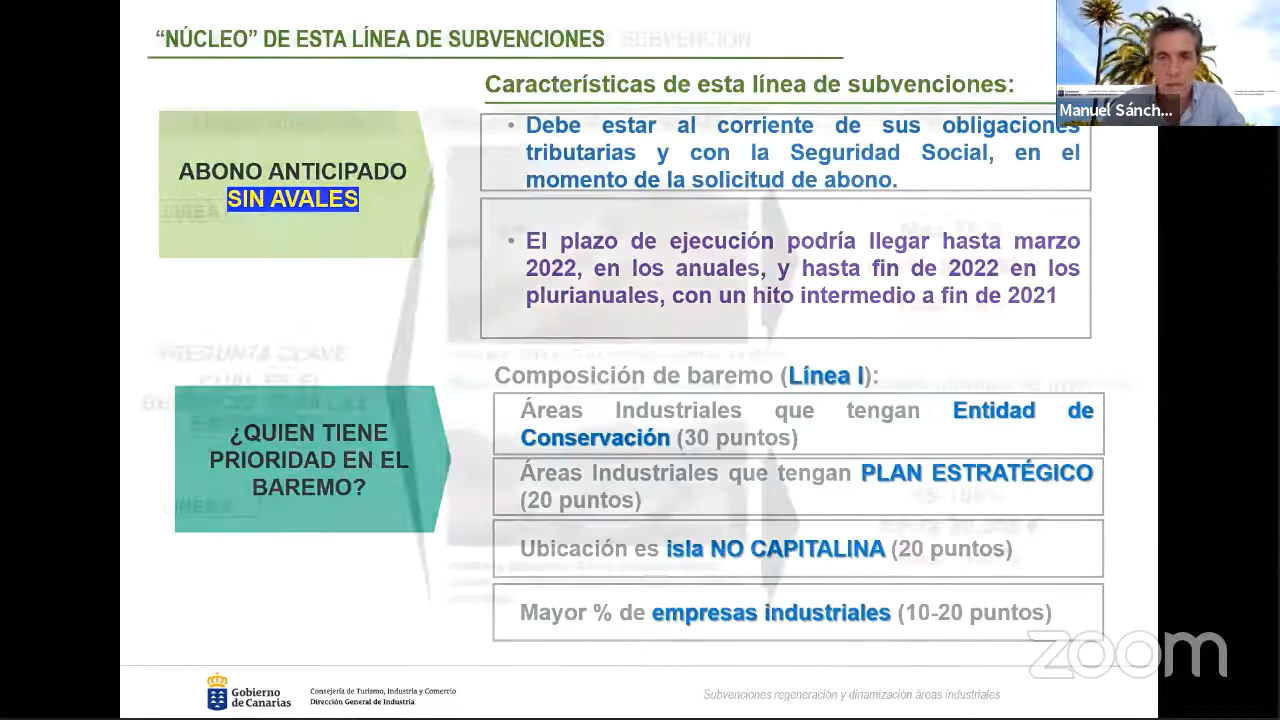 “NÚCLEO” DE ESTA LÍNEA DE SUBVENCIONES
Características de esta línea de subvenciones:
ABONO ANTICIPADO
SIN AVALES
• Debe estar al corriente de sus obligaciones
tributarias y con la Seguridad Social, en el
momento de la solicitud de abono.
• El plazo de ejecución podría llegar hasta marzo
2022, en los anuales, y hasta fin de 2022 en los
plurianuales, con un hito intermedio a fin de 2021
¿QUIEN TIENE
PRIORIDAD EN EL
BAREMO?
Composición de baremo (Línea I):
Áreas Industriales que tengan Entidad de
Conservación (30 puntos)
Áreas Industriales que tengan PLAN ESTRATÉGICO
(20 puntos)
Ubicación es isla NO CAPITALINA (20 puntos)
Mayor % de empresas industriales (10-20 puntos)
Gobierno
de Canarias
Consejería de Turismo, Industria y Comercio
Dirección General de Industria
Subvenciones regeneración y dinamización áreas industriales
Manuel Sánch...
zoom